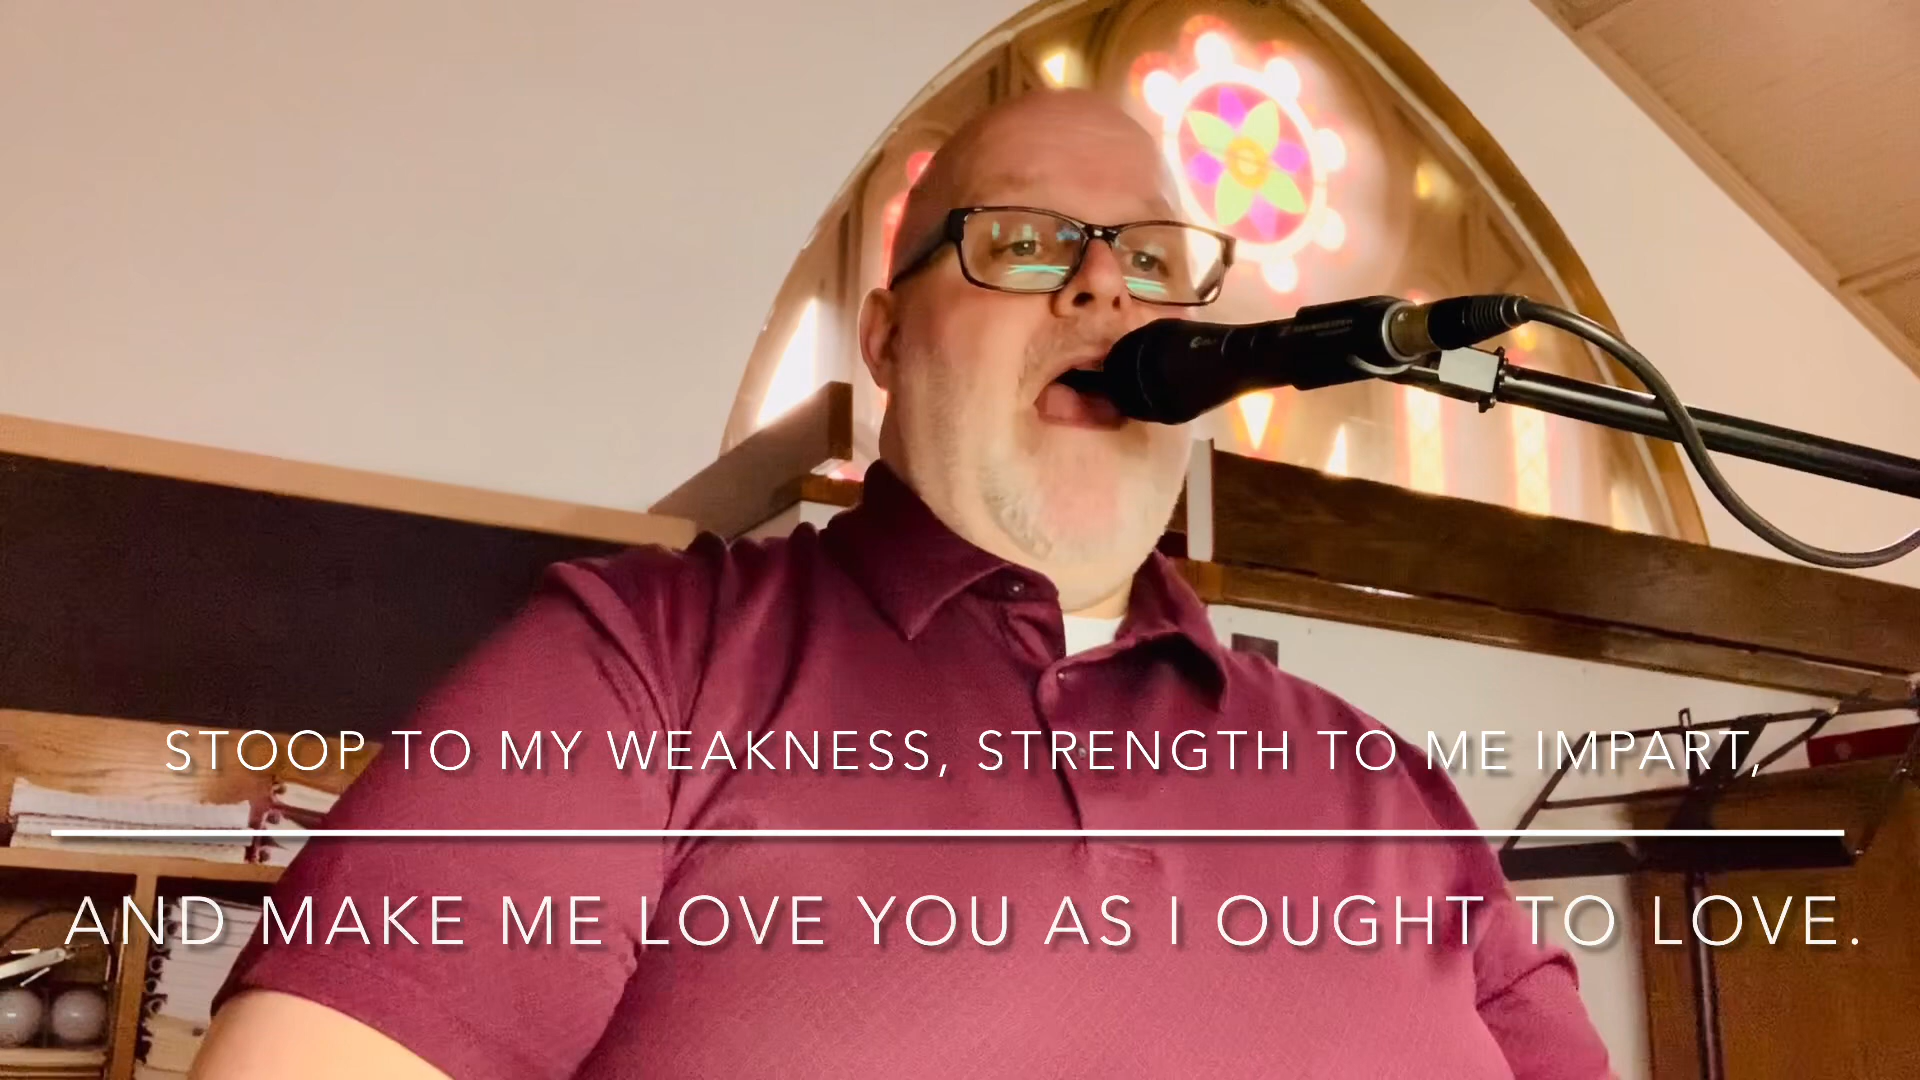 STOOP TO MY WEAKNESS, STRENGTH TO ME IMPART,
AND MAKE ME LOVE YOU AS I OUGHT TO LOVE.